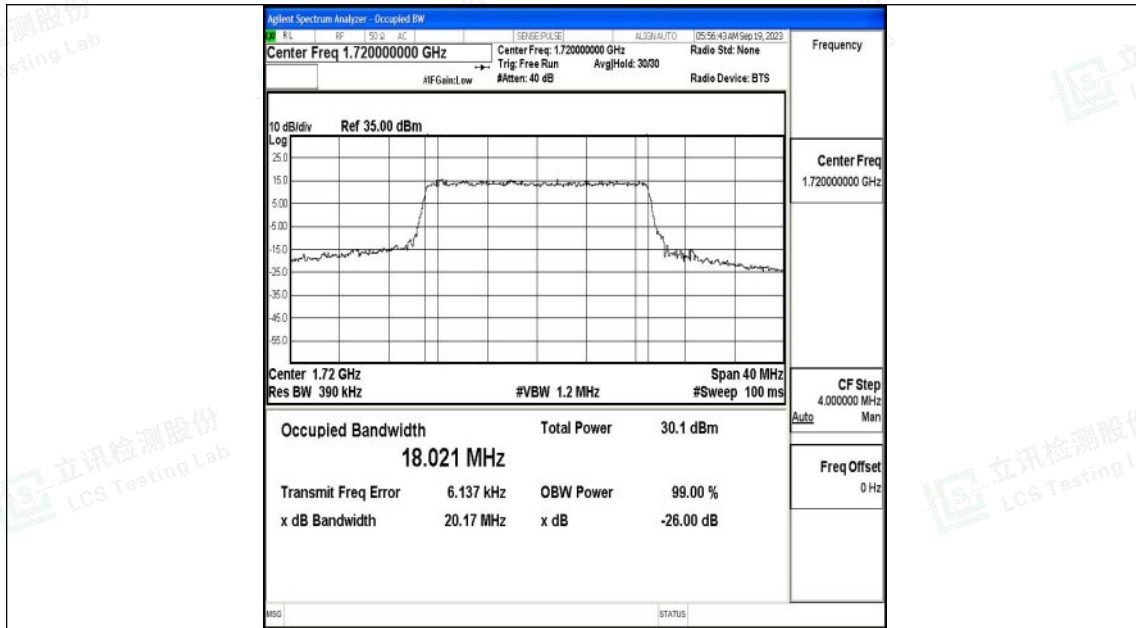 Agilent Spectrum Analyzer - Occupied BW
RL RF 50 Ω AC SENSE:PULSE ALIGNAUTO 05:56:43 AM Sep 19, 2023
Center Freq 1.720000000 GHz
Center Freq: 1.720000000 GHz
Radio Std: None
Trig: Free Run Avg|Hold: 30/30
#IFGain:Low #Atten: 40 dB Radio Device: BTS
10 dB/div Ref 35.00 dBm
Log
25.0
15.0
5.00
-5.00
-15.0
-25.0
-35.0
-45.0
-55.0
Center 1.72 GHz Span 40 MHz
Res BW 390 kHz #VBW 1.2 MHz #Sweep 100 ms
Occupied Bandwidth Total Power 30.1 dBm
18.021 MHz
Transmit Freq Error 6.137 kHz OBW Power 99.00 %
x dB Bandwidth 20.17 MHz x dB -26.00 dB
MSG STATUS
Frequency
Center Freq
1.720000000 GHz
CF Step
4.000000 MHz
Auto Man
Freq Offset
0 Hz
立讯检测股份
LCS Testing Lab
立讯检测股份
LCS Testing L
测股份
sting Lab
立